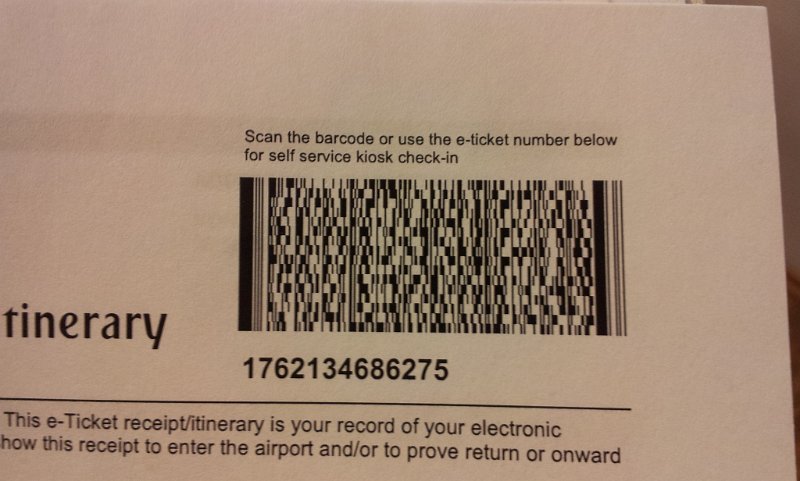 Scan the barcode or use the e-ticket number below
for self service kiosk check-in
tinerary
1762134686275
This e-Ticket receipt/itinerary is your record of your electronic
how this receipt to enter the airport and/or to prove return or onward